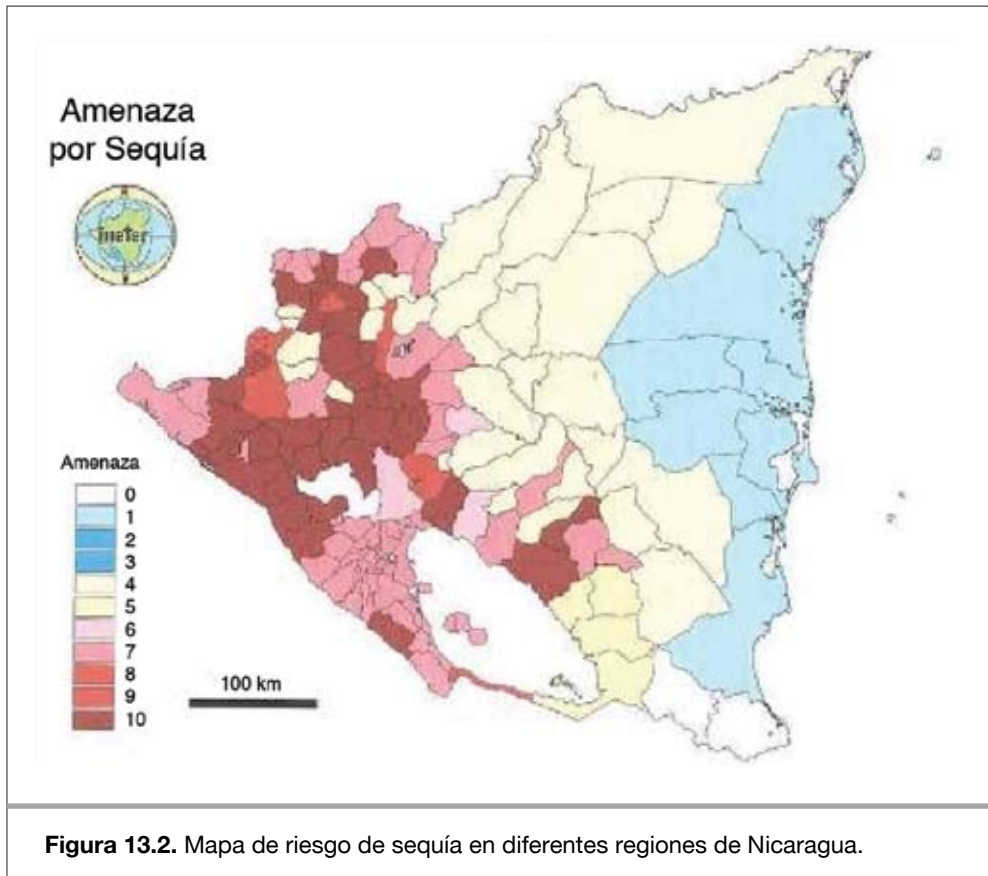 Amenaza
por Sequía
ineter
Amenaza
0
1
2
3
4
5
6
7
8
9
10
100 km
Figura 13.2. Mapa de riesgo de sequía en diferentes regiones de Nicaragua.